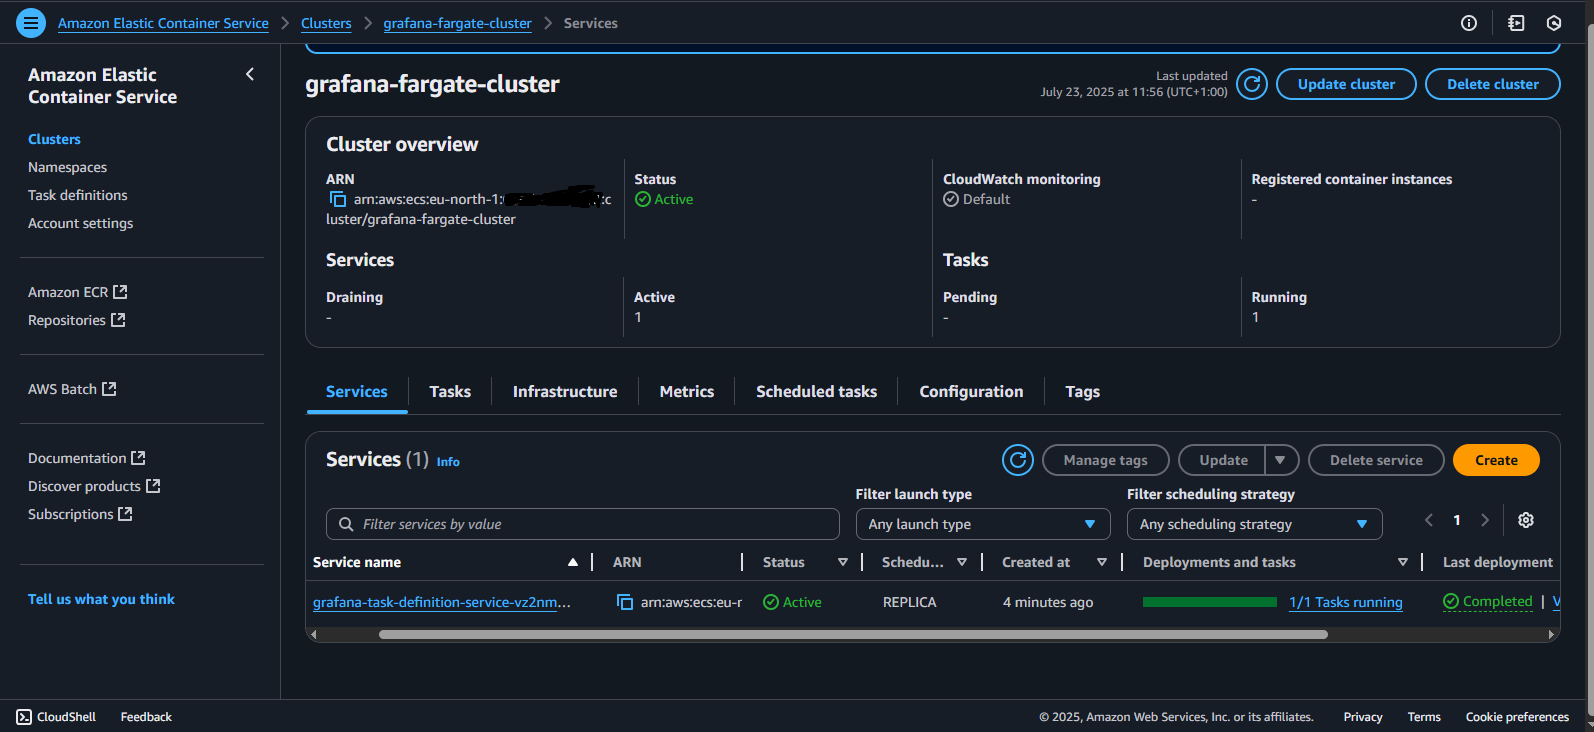 Amazon Elastic Container Service > Clusters > grafana-fargate-cluster > Services
Amazon Elastic
Container Service
Clusters
Namespaces
Task definitions
Account settings
Amazon ECR
Repositories
AWS Batch
Documentation
Discover products
Subscriptions
Tell us what you think
grafana-fargate-cluster
Last updated
July 23, 2025 at 11:56 (UTC+1:00)
Update cluster
Delete cluster
Cluster overview
ARN
arn:aws:ecs:eu-north-1: :c
luster/grafana-fargate-cluster
Status
Active
CloudWatch monitoring
Default
Registered container instances
-
Services
Draining
-
Active
1
Tasks
Pending
-
Running
1
Services Tasks Infrastructure Metrics Scheduled tasks Configuration Tags
Services (1) Info
Manage tags Update Delete service Create
Filter services by value
Filter launch type
Any launch type
Filter scheduling strategy
Any scheduling strategy
1
Service name ARN Status Schedu... Created at Deployments and tasks Last deployment
grafana-task-definition-service-vz2nm... arn:aws:ecs:eu-r Active REPLICA 4 minutes ago 1/1 Tasks running Completed | V
CloudShell Feedback © 2025, Amazon Web Services, Inc. or its affiliates. Privacy Terms Cookie preferences